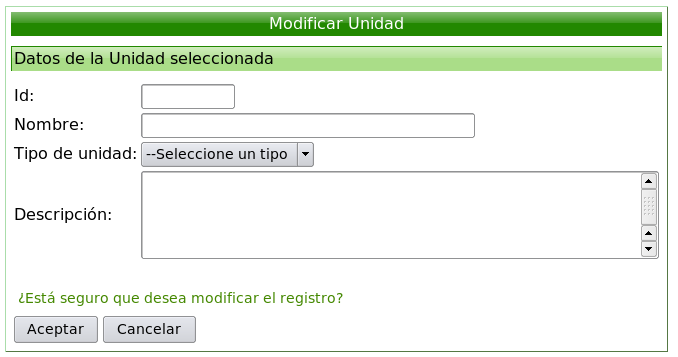 Modificar Unidad
Datos de la Unidad seleccionada
Id:
Nombre:
Tipo de unidad: --Seleccione un tipo
Descripción:
¿Está seguro que desea modificar el registro?
Aceptar Cancelar